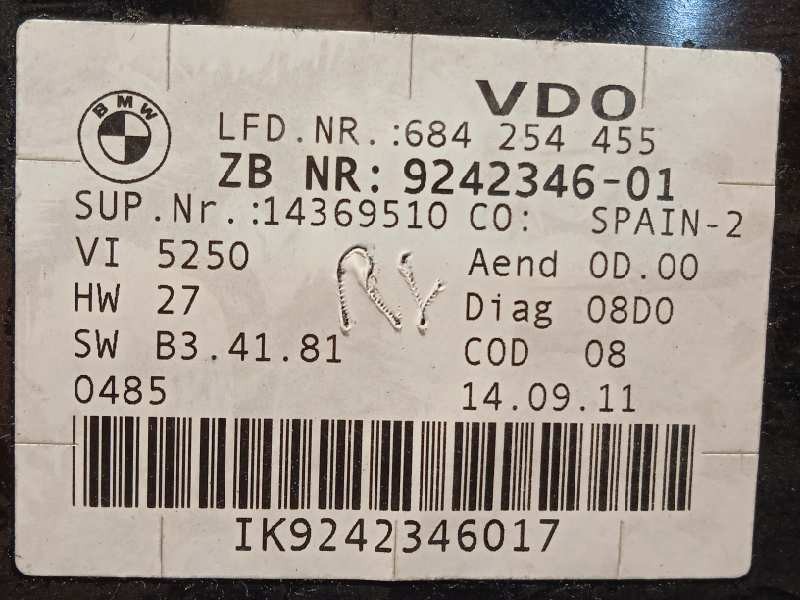 VDO
BMW
LFD.NR.:684 254 455
ZB NR: 9242346-01
SUP.Nr.:14369510 CO: SPAIN-2
VI 5250 Aend 0D.00
HW 27 Diag 08D0
SW B3.41.81 COD 08
0485 14.09.11
IK9242346017